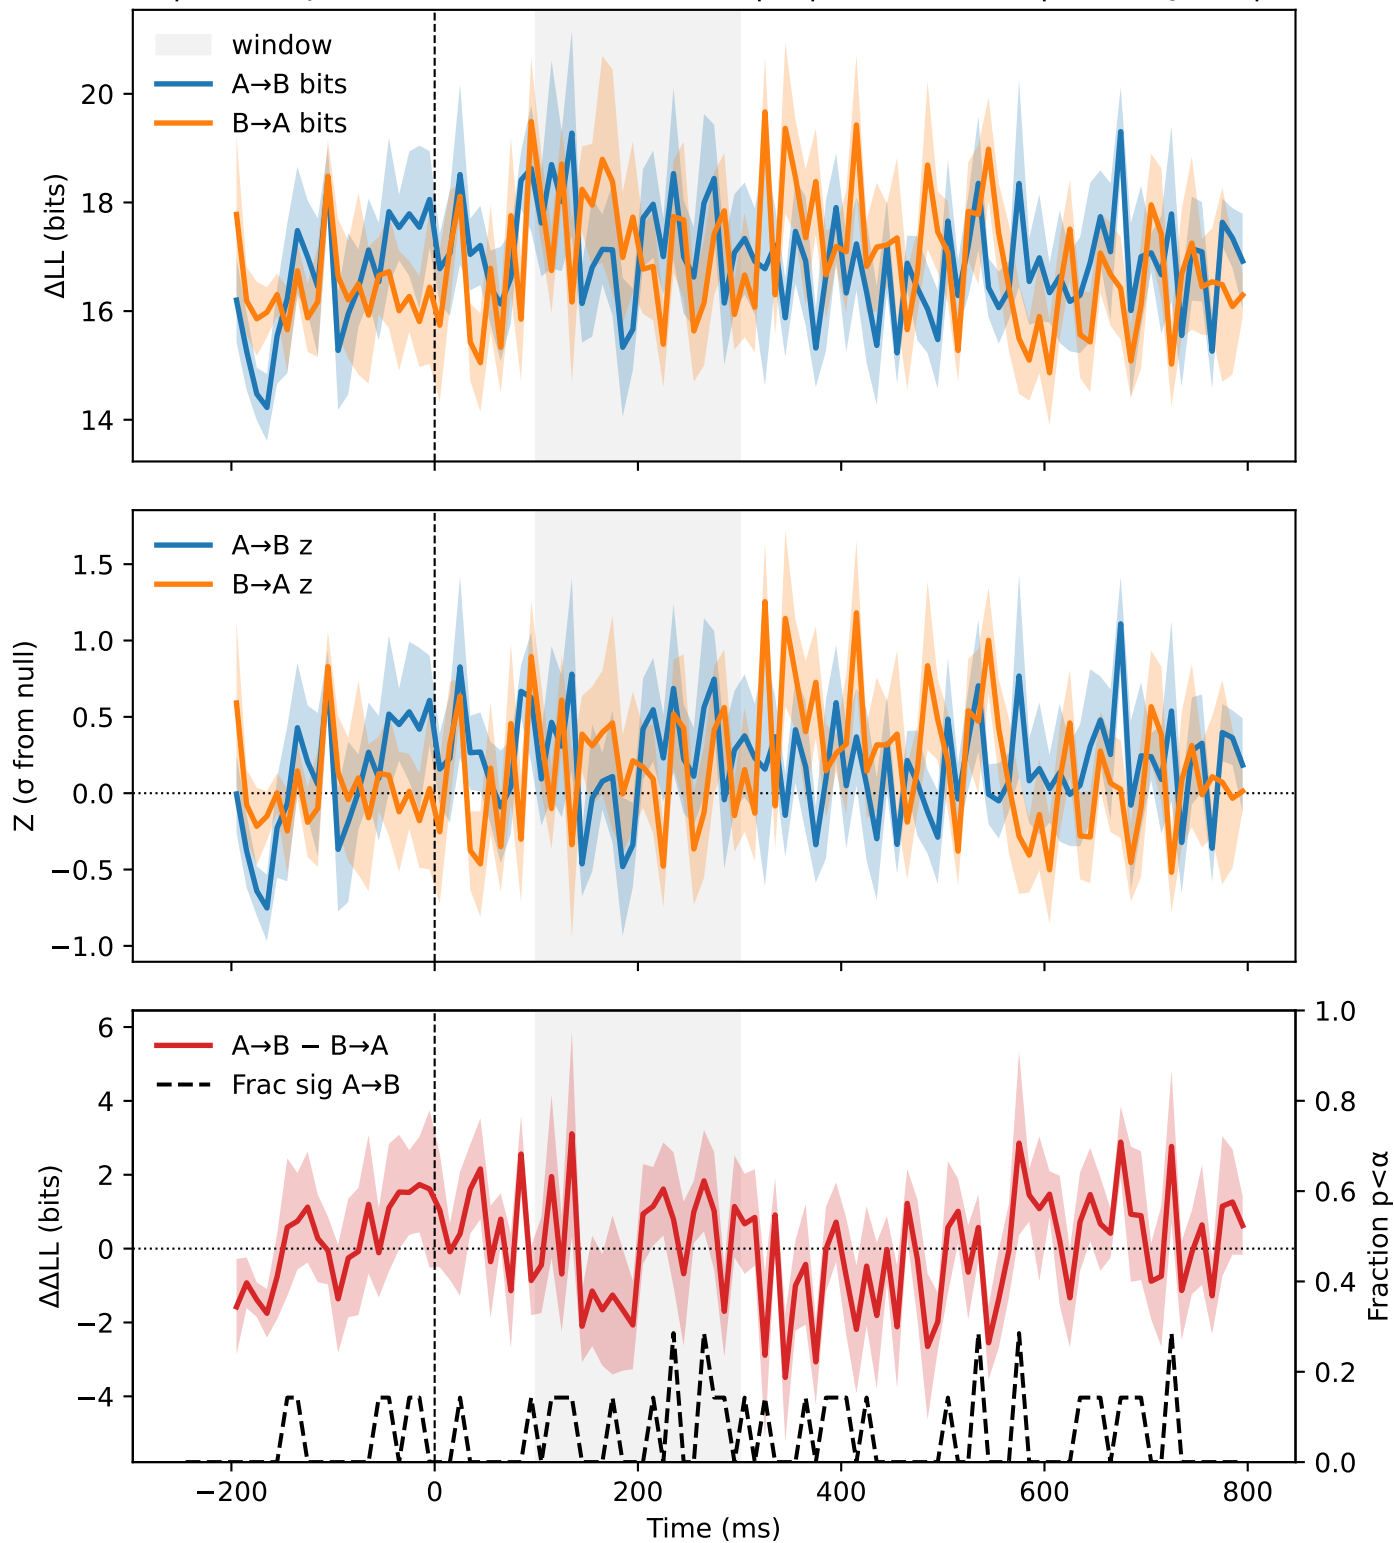 window
A→B bits
B→A bits
ΔLL (bits)
20
18
16
14
A→B z
B→A z
Z (σ from null)
1.5
1.0
0.5
0.0
−0.5
−1.0
A→B − B→A
Frac sig A→B
ΔΔLL (bits)
6
4
2
0
−2
−4
1.0
0.8
0.6
0.4
0.2
0.0
Fraction p<α
−200 0 200 400 600 800
Time (ms)